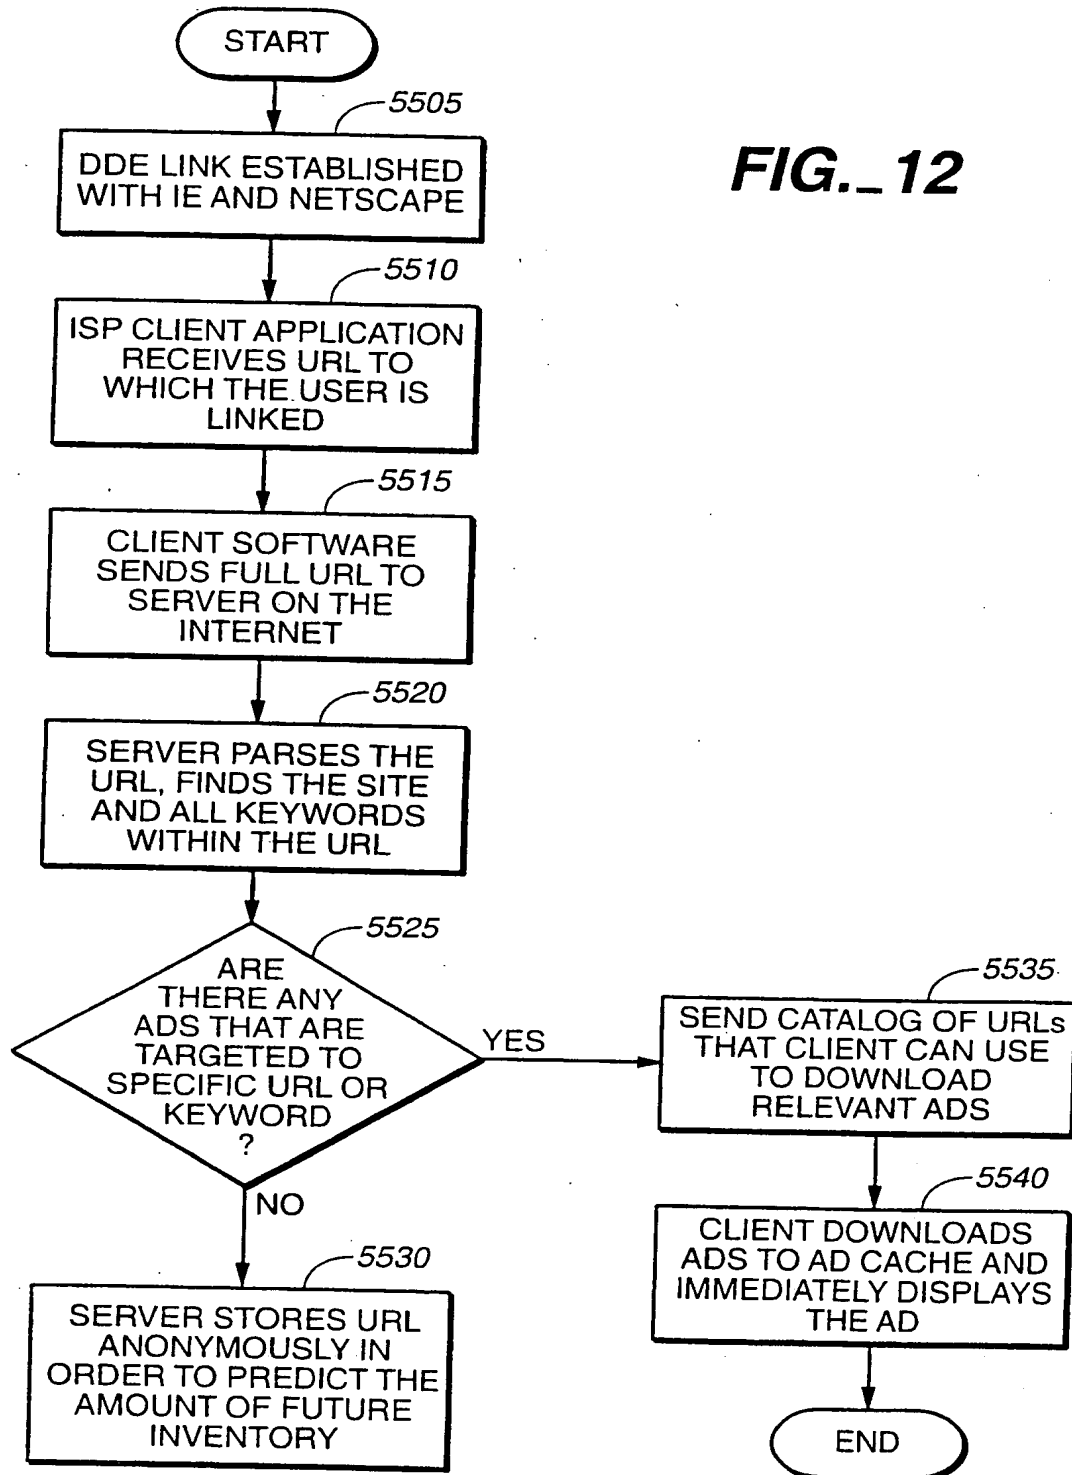 START
5505
DDE LINK ESTABLISHED
WITH IE AND NETSCAPE
FIG._12
5510
ISP CLIENT APPLICATION
RECEIVES URL TO
WHICH THE USER IS
LINKED
5515
CLIENT SOFTWARE
SENDS FULL URL TO
SERVER ON THE
INTERNET
5520
SERVER PARSES THE
URL, FINDS THE SITE
AND ALL KEYWORDS
WITHIN THE URL
5525
ARE
THERE ANY
ADS THAT ARE
TARGETED TO
SPECIFIC URL OR
KEYWORD
?
YES
NO
5535
SEND CATALOG OF URLs
THAT CLIENT CAN USE
TO DOWNLOAD
RELEVANT ADS
5540
CLIENT DOWNLOADS
ADS TO AD CACHE AND
IMMEDIATELY DISPLAYS
THE AD
5530
SERVER STORES URL
ANONYMOUSLY IN
ORDER TO PREDICT THE
AMOUNT OF FUTURE
INVENTORY
END